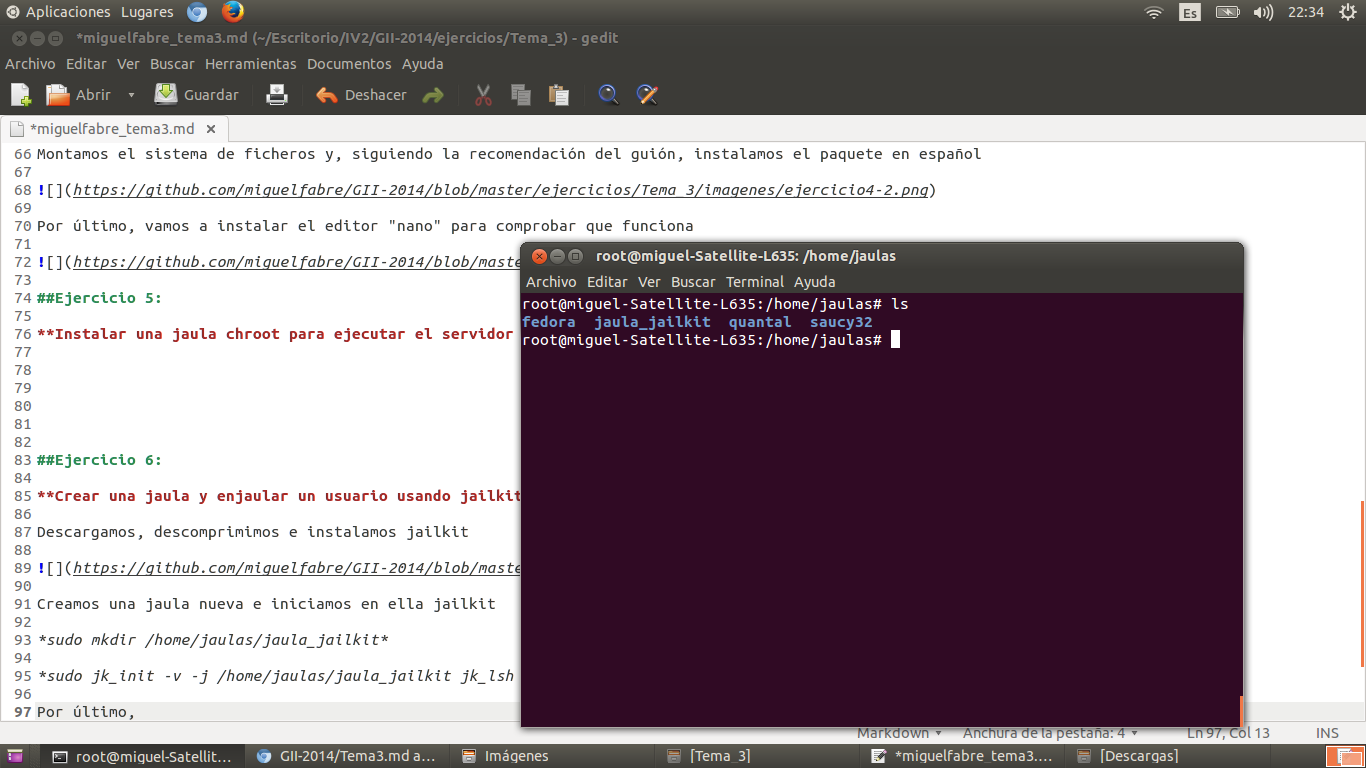 Aplicaciones Lugares Es 22:34
*miguelfabre_tema3.md (~/Escritorio/IV2/GII-2014/ejercicios/Tema_3) - gedit
Archivo Editar Ver Buscar Herramientas Documentos Ayuda
Abrir Guardar Deshacer
*miguelfabre_tema3.md
66 Montamos el sistema de ficheros y, siguiendo la recomendación del guión, instalamos el paquete en español
67
68 ![](https://github.com/miguelfabre/GII-2014/blob/master/ejercicios/Tema_3/imagenes/ejercicio4-2.png)
69
70 Por último, vamos a instalar el editor "nano" para comprobar que funciona
71
72 ![](https://github.com/miguelfabre/GII-2014/blob/maste
73
74 ##Ejercicio 5:
75
76 **Instalar una jaula chroot para ejecutar el servidor
77
78
79
80
81
82
83 ##Ejercicio 6:
84
85 **Crear una jaula y enjaular un usuario usando jailkit
86
87 Descargamos, descomprimimos e instalamos jailkit
88
89 ![](https://github.com/miguelfabre/GII-2014/blob/maste
90
91 Creamos una jaula nueva e iniciamos en ella jailkit
92
93 *sudo mkdir /home/jaulas/jaula_jailkit*
94
95 *sudo jk_init -v -j /home/jaulas/jaula_jailkit jk_lsh
96
97 Por último,
root@miguel-Satellite-L635: /home/jaulas
Archivo Editar Ver Buscar Terminal Ayuda
root@miguel-Satellite-L635:/home/jaulas# ls
fedora jaula_jailkit quantal saucy32
root@miguel-Satellite-L635:/home/jaulas#
Markdown Anchura de la pestaña: 4 Ln 97, Col 13 INS
root@miguel-Satellit... GII-2014/Tema3.md a... Imágenes [Tema_3] *miguelfabre_tema3.... [Descargas]